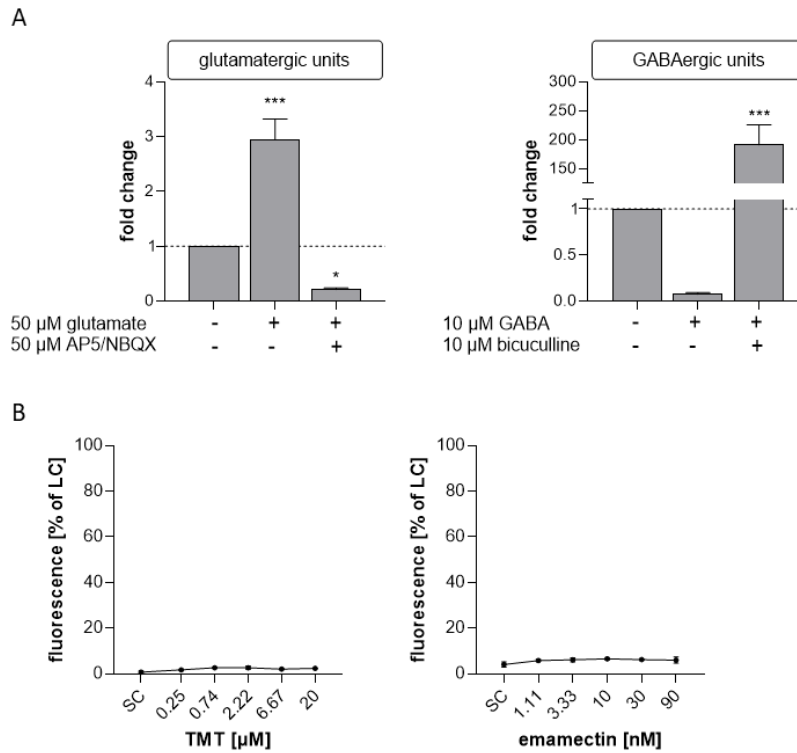 A
glutamatergic units
fold change
4
3
2
1
0
***
*
50 µM glutamate - + +
50 µM AP5/NBQX - - +
GABAergic units
fold change
300
250
200
150
1
0.5
0.0
***
10 µM GABA - + +
10 µM bicuculline - - +
B
fluorescence [% of LC]
100
80
60
40
20
0
SC 0.25 0.74 2.22 6.67 20
TMT [µM]
fluorescence [% of LC]
100
80
60
40
20
0
SC 1.11 3.33 10 30 90
emamectin [nM]